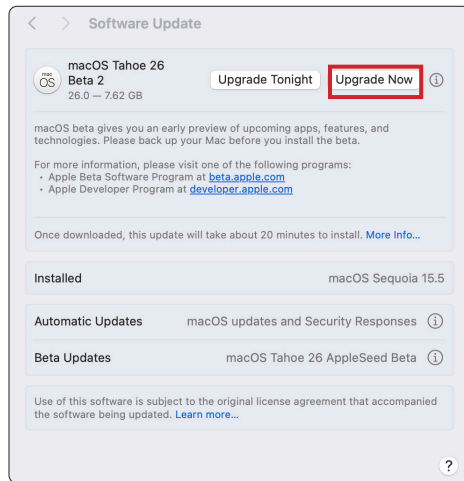 Software Update
macOS Tahoe 26
Beta 2
26.0 — 7.62 GB
mac
OS
Upgrade Tonight
Upgrade Now
macOS beta gives you an early preview of upcoming apps, features, and
technologies. Please back up your Mac before you install the beta.
For more information, please visit one of the following programs:
• Apple Beta Software Program at beta.apple.com
• Apple Developer Program at developer.apple.com
Once downloaded, this update will take about 20 minutes to install. More Info...
Installed macOS Sequoia 15.5
Automatic Updates macOS updates and Security Responses
Beta Updates macOS Tahoe 26 AppleSeed Beta
Use of this software is subject to the original license agreement that accompanied
the software being updated. Learn more...
?